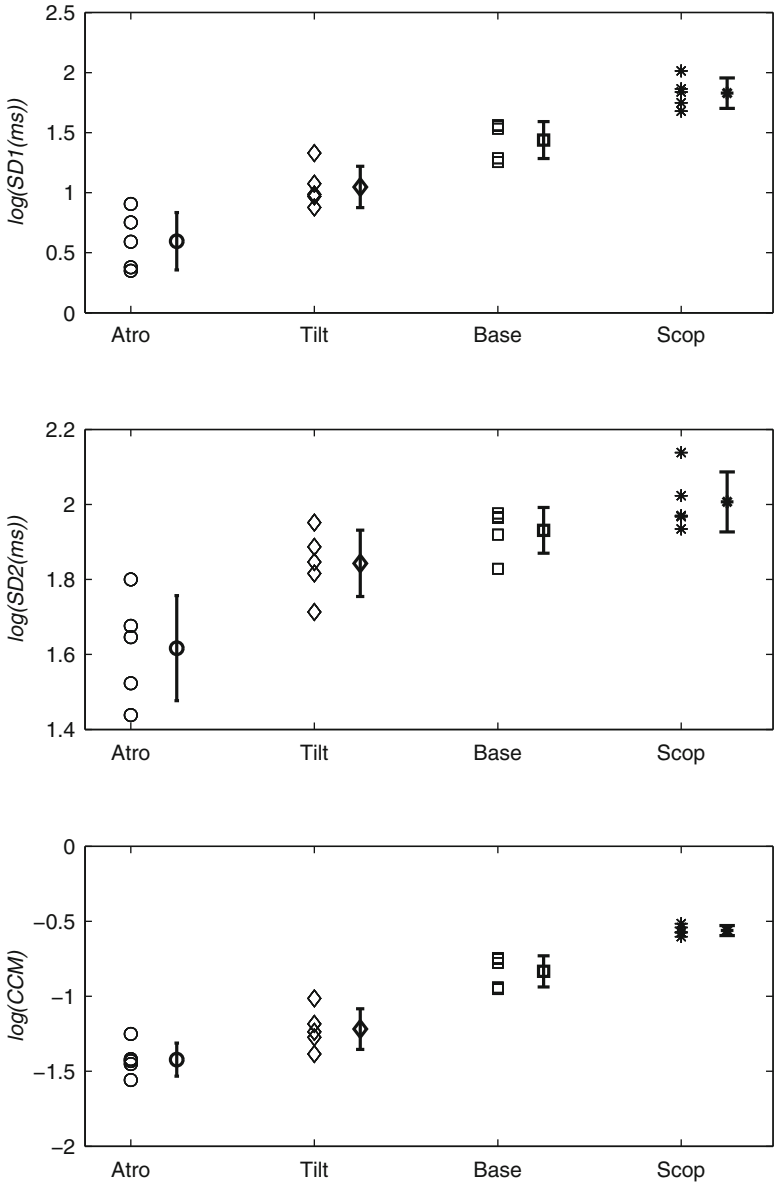 2.5
2
1.5
1
0.5
0
log(SD1(ms))
Atro Tilt Base Scop
2.2
2
1.8
1.6
1.4
log(SD2(ms))
Atro Tilt Base Scop
0
−0.5
−1
−1.5
−2
log(CCM)
Atro Tilt Base Scop